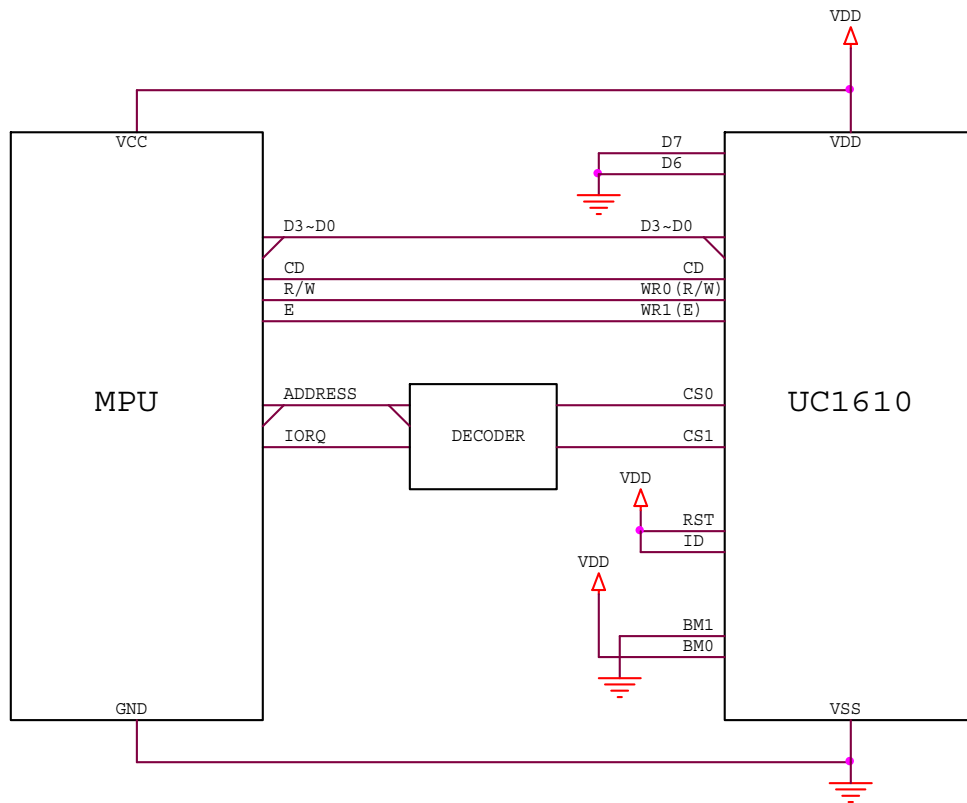 VDD
VCC
VDD
D7
D6
D3~D0
D3~D0
CD
CD
R/W
WR0(R/W)
E
WR1(E)
MPU
ADDRESS
CS0
UC1610
IORQ
DECODER
CS1
VDD
RST
ID
VDD
BM1
BM0
GND
VSS